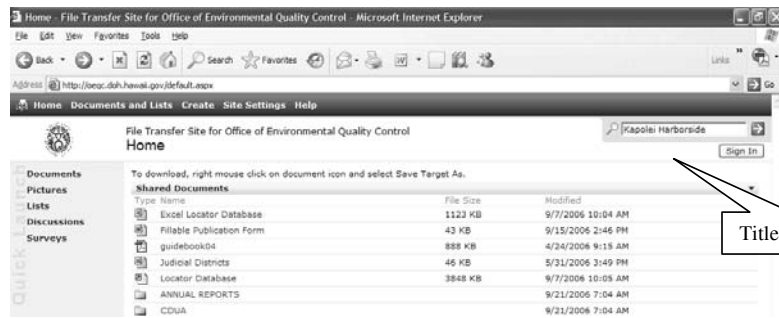 Home - File Transfer Site for Office of Environmental Quality Control - Microsoft Internet Explorer
File Edit View Favorites Tools Help
Back Search Favorites Links
Address http://oeqc.doh.hawaii.gov/default.aspx Go
Home Documents and Lists Create Site Settings Help
File Transfer Site for Office of Environmental Quality Control
Home
Kapolei Harborside
Sign In
Quick Launch
Documents
Pictures
Lists
Discussions
Surveys
To download, right mouse click on document icon and select Save Target As.
Shared Documents
Type Name File Size Modified
Excel Locator Database 1123 KB 9/7/2006 10:04 AM
Fillable Publication Form 43 KB 9/15/2006 2:46 PM
guidebook04 888 KB 4/24/2006 9:15 AM
Judicial Districts 46 KB 5/31/2006 3:49 PM
Locator Database 3848 KB 9/7/2006 10:05 AM
ANNUAL REPORTS 9/21/2006 7:04 AM
CDUA 9/21/2006 7:04 AM
Title